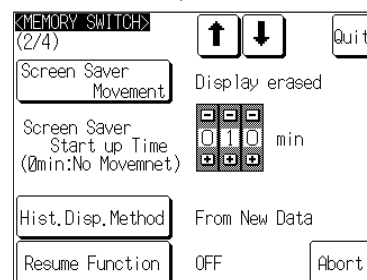 <MEMORY SWITCH>
(2/4)
Quit
Screen Saver
Movement
Display erased
Screen Saver
Start up Time
(0min:No Movemnet)
010 min
Hist.Disp.Method
From New Data
Resume Function
OFF
Abort